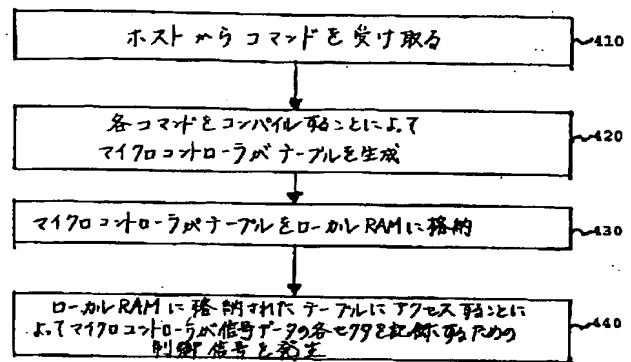 ホストからコマンドを受け取る
410
各コマンドをコンパイルすることによって
マイクロコントローラがテーブルを生成
420
マイクロコントローラがテーブルをローカルRAMに格納
430
ローカルRAMに格納されたテーブルにアクセスすることに
よってマイクロコントローラが信号データの各セクタを記録するための
制御信号を発生
440